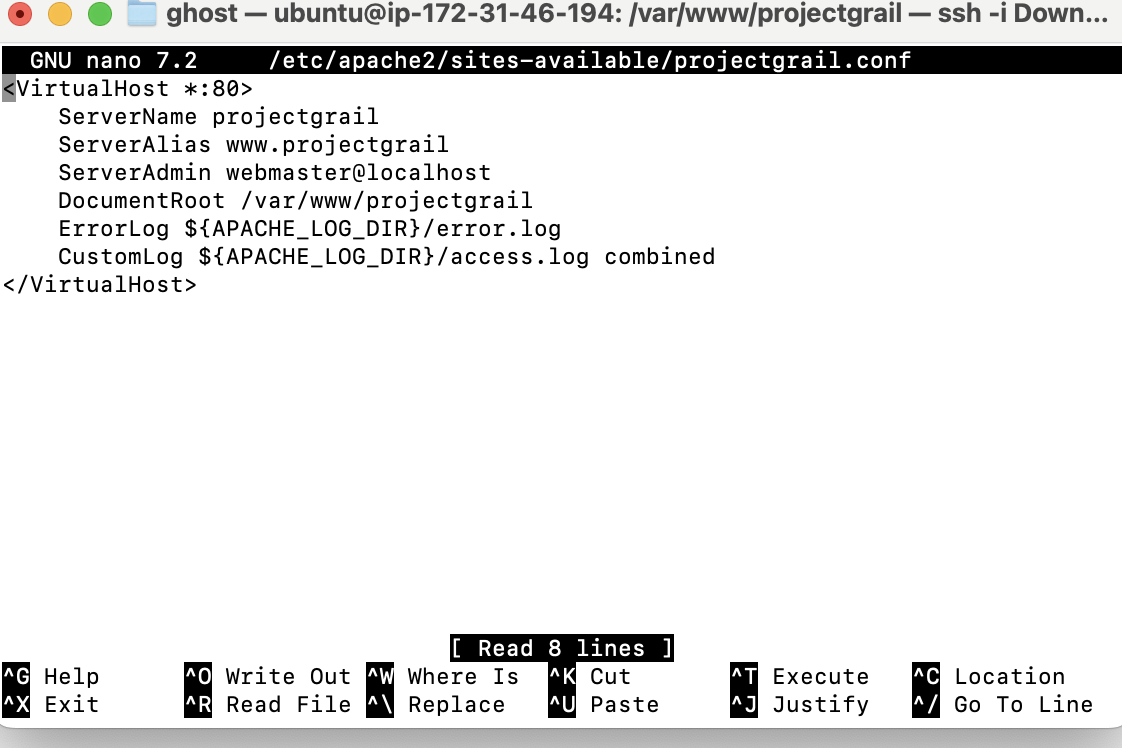 ghost — ubuntu@ip-172-31-46-194: /var/www/projectgrail — ssh -i Down...
GNU nano 7.2 /etc/apache2/sites-available/projectgrail.conf
<VirtualHost *:80>
    ServerName projectgrail
    ServerAlias www.projectgrail
    ServerAdmin webmaster@localhost
    DocumentRoot /var/www/projectgrail
    ErrorLog ${APACHE_LOG_DIR}/error.log
    CustomLog ${APACHE_LOG_DIR}/access.log combined
</VirtualHost>
[ Read 8 lines ]
^G Help ^O Write Out ^W Where Is ^K Cut ^T Execute ^C Location
^X Exit ^R Read File ^\ Replace ^U Paste ^J Justify ^/ Go To Line